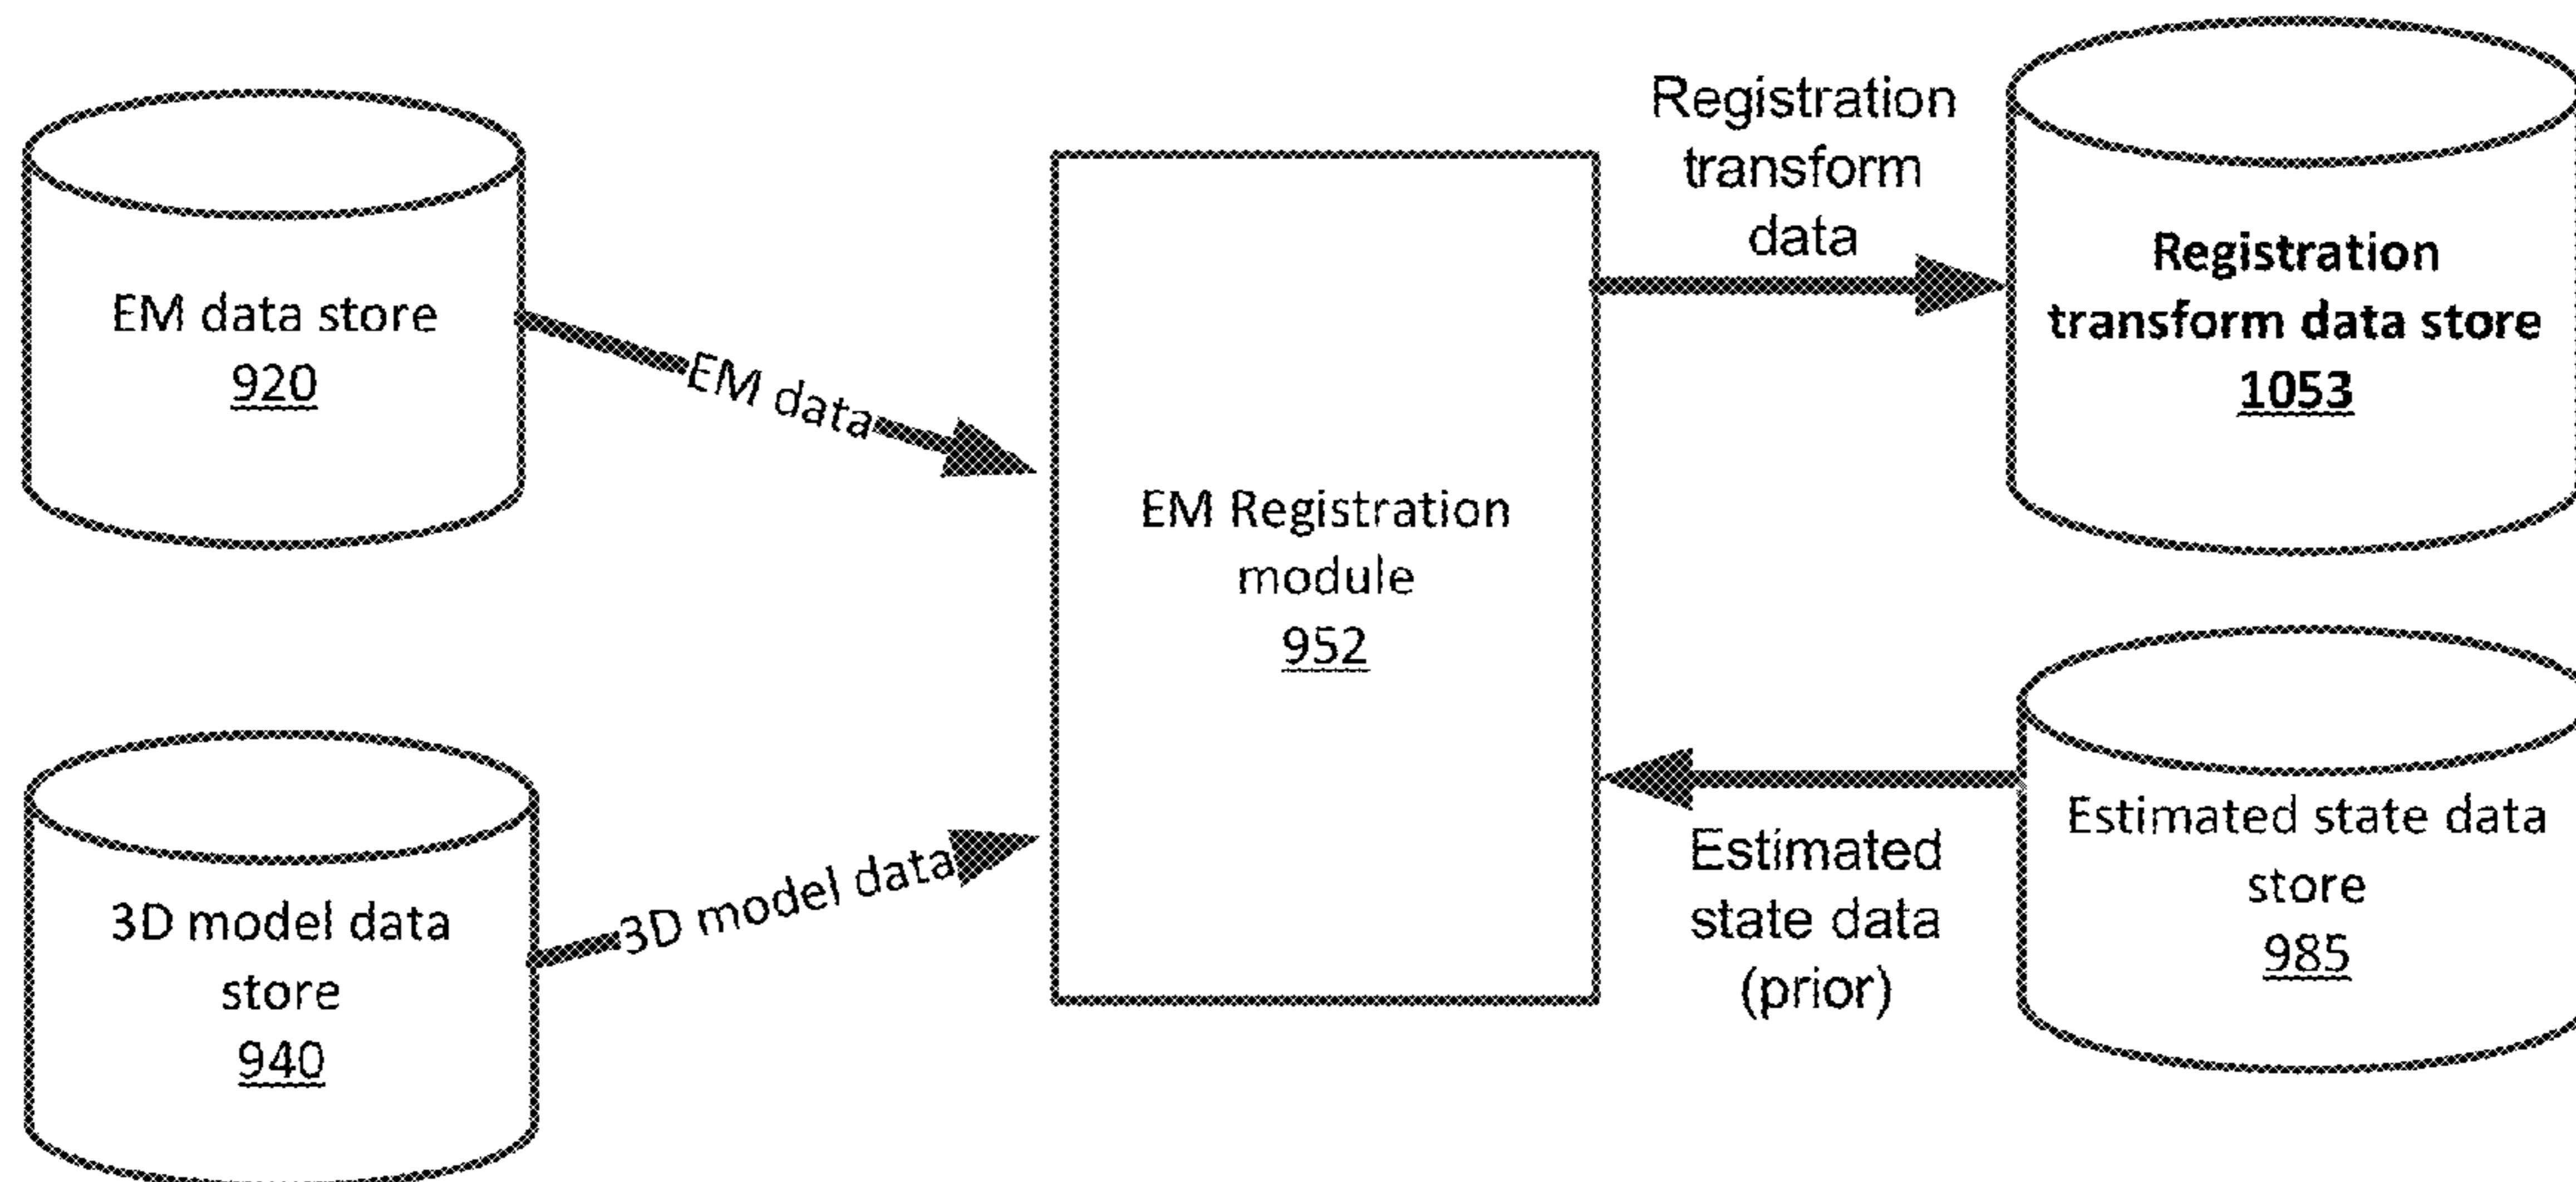 EM data store
920
EM data
3D model data
store
940
3D model data
EM Registration
module
952
Registration
transform
data
Registration
transform data store
1053
Estimated
state data
(prior)
Estimated state data
store
985